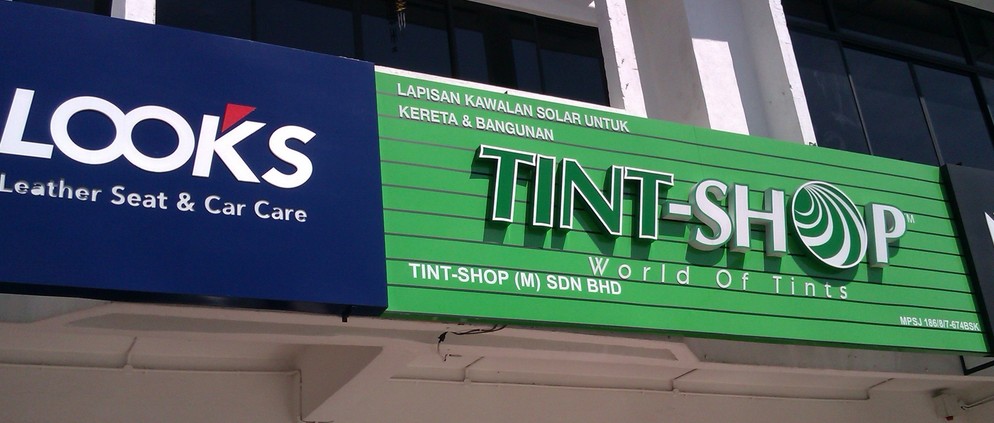 LOOKS
Leather Seat & Car Care
LAPISAN KAWALAN SOLAR UNTUK
KERETA & BANGUNAN
TINT-SHOP™
World Of Tints
TINT-SHOP (M) SDN BHD
MPSJ 186/8/7-674BSK